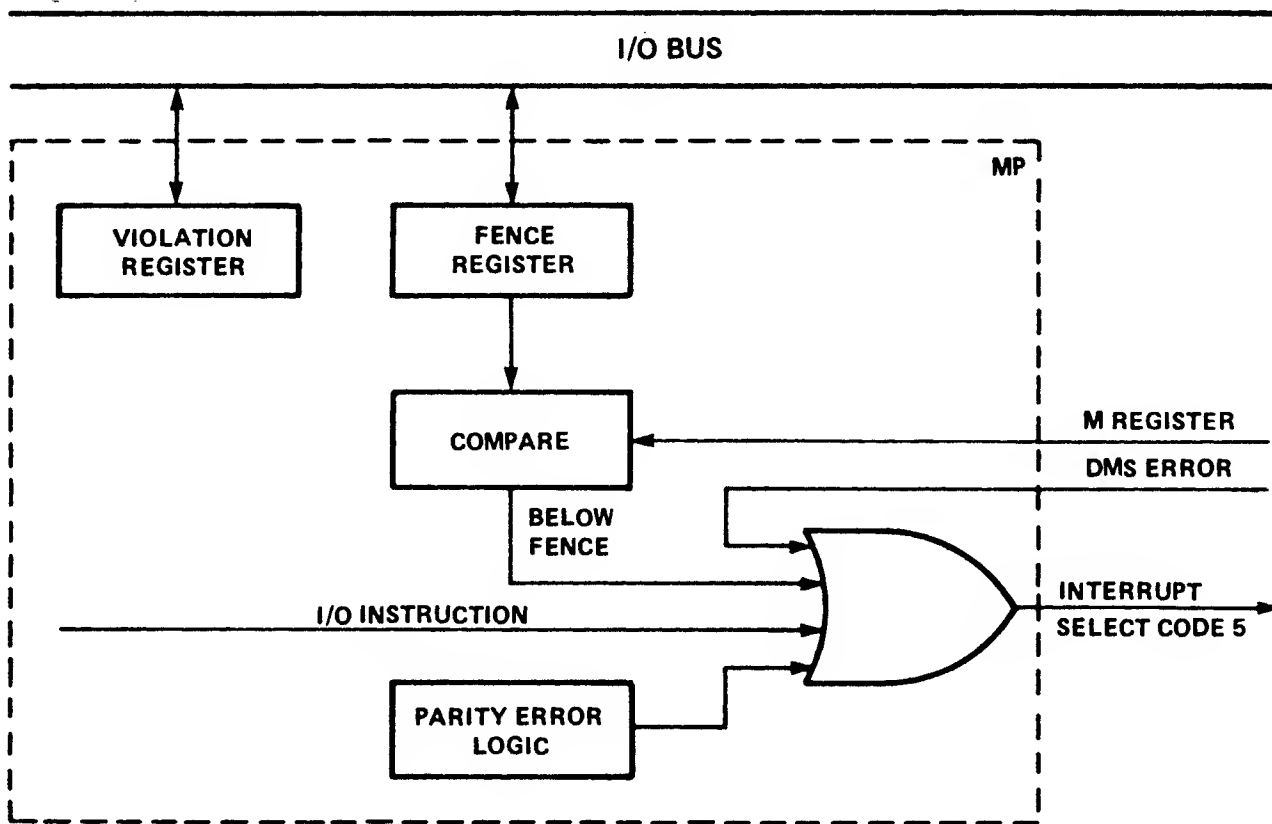 I/O BUS
MP
VIOLATION
REGISTER
FENCE
REGISTER
COMPARE
M REGISTER
DMS ERROR
BELOW
FENCE
I/O INSTRUCTION
INTERRUPT
SELECT CODE 5
PARITY ERROR
LOGIC